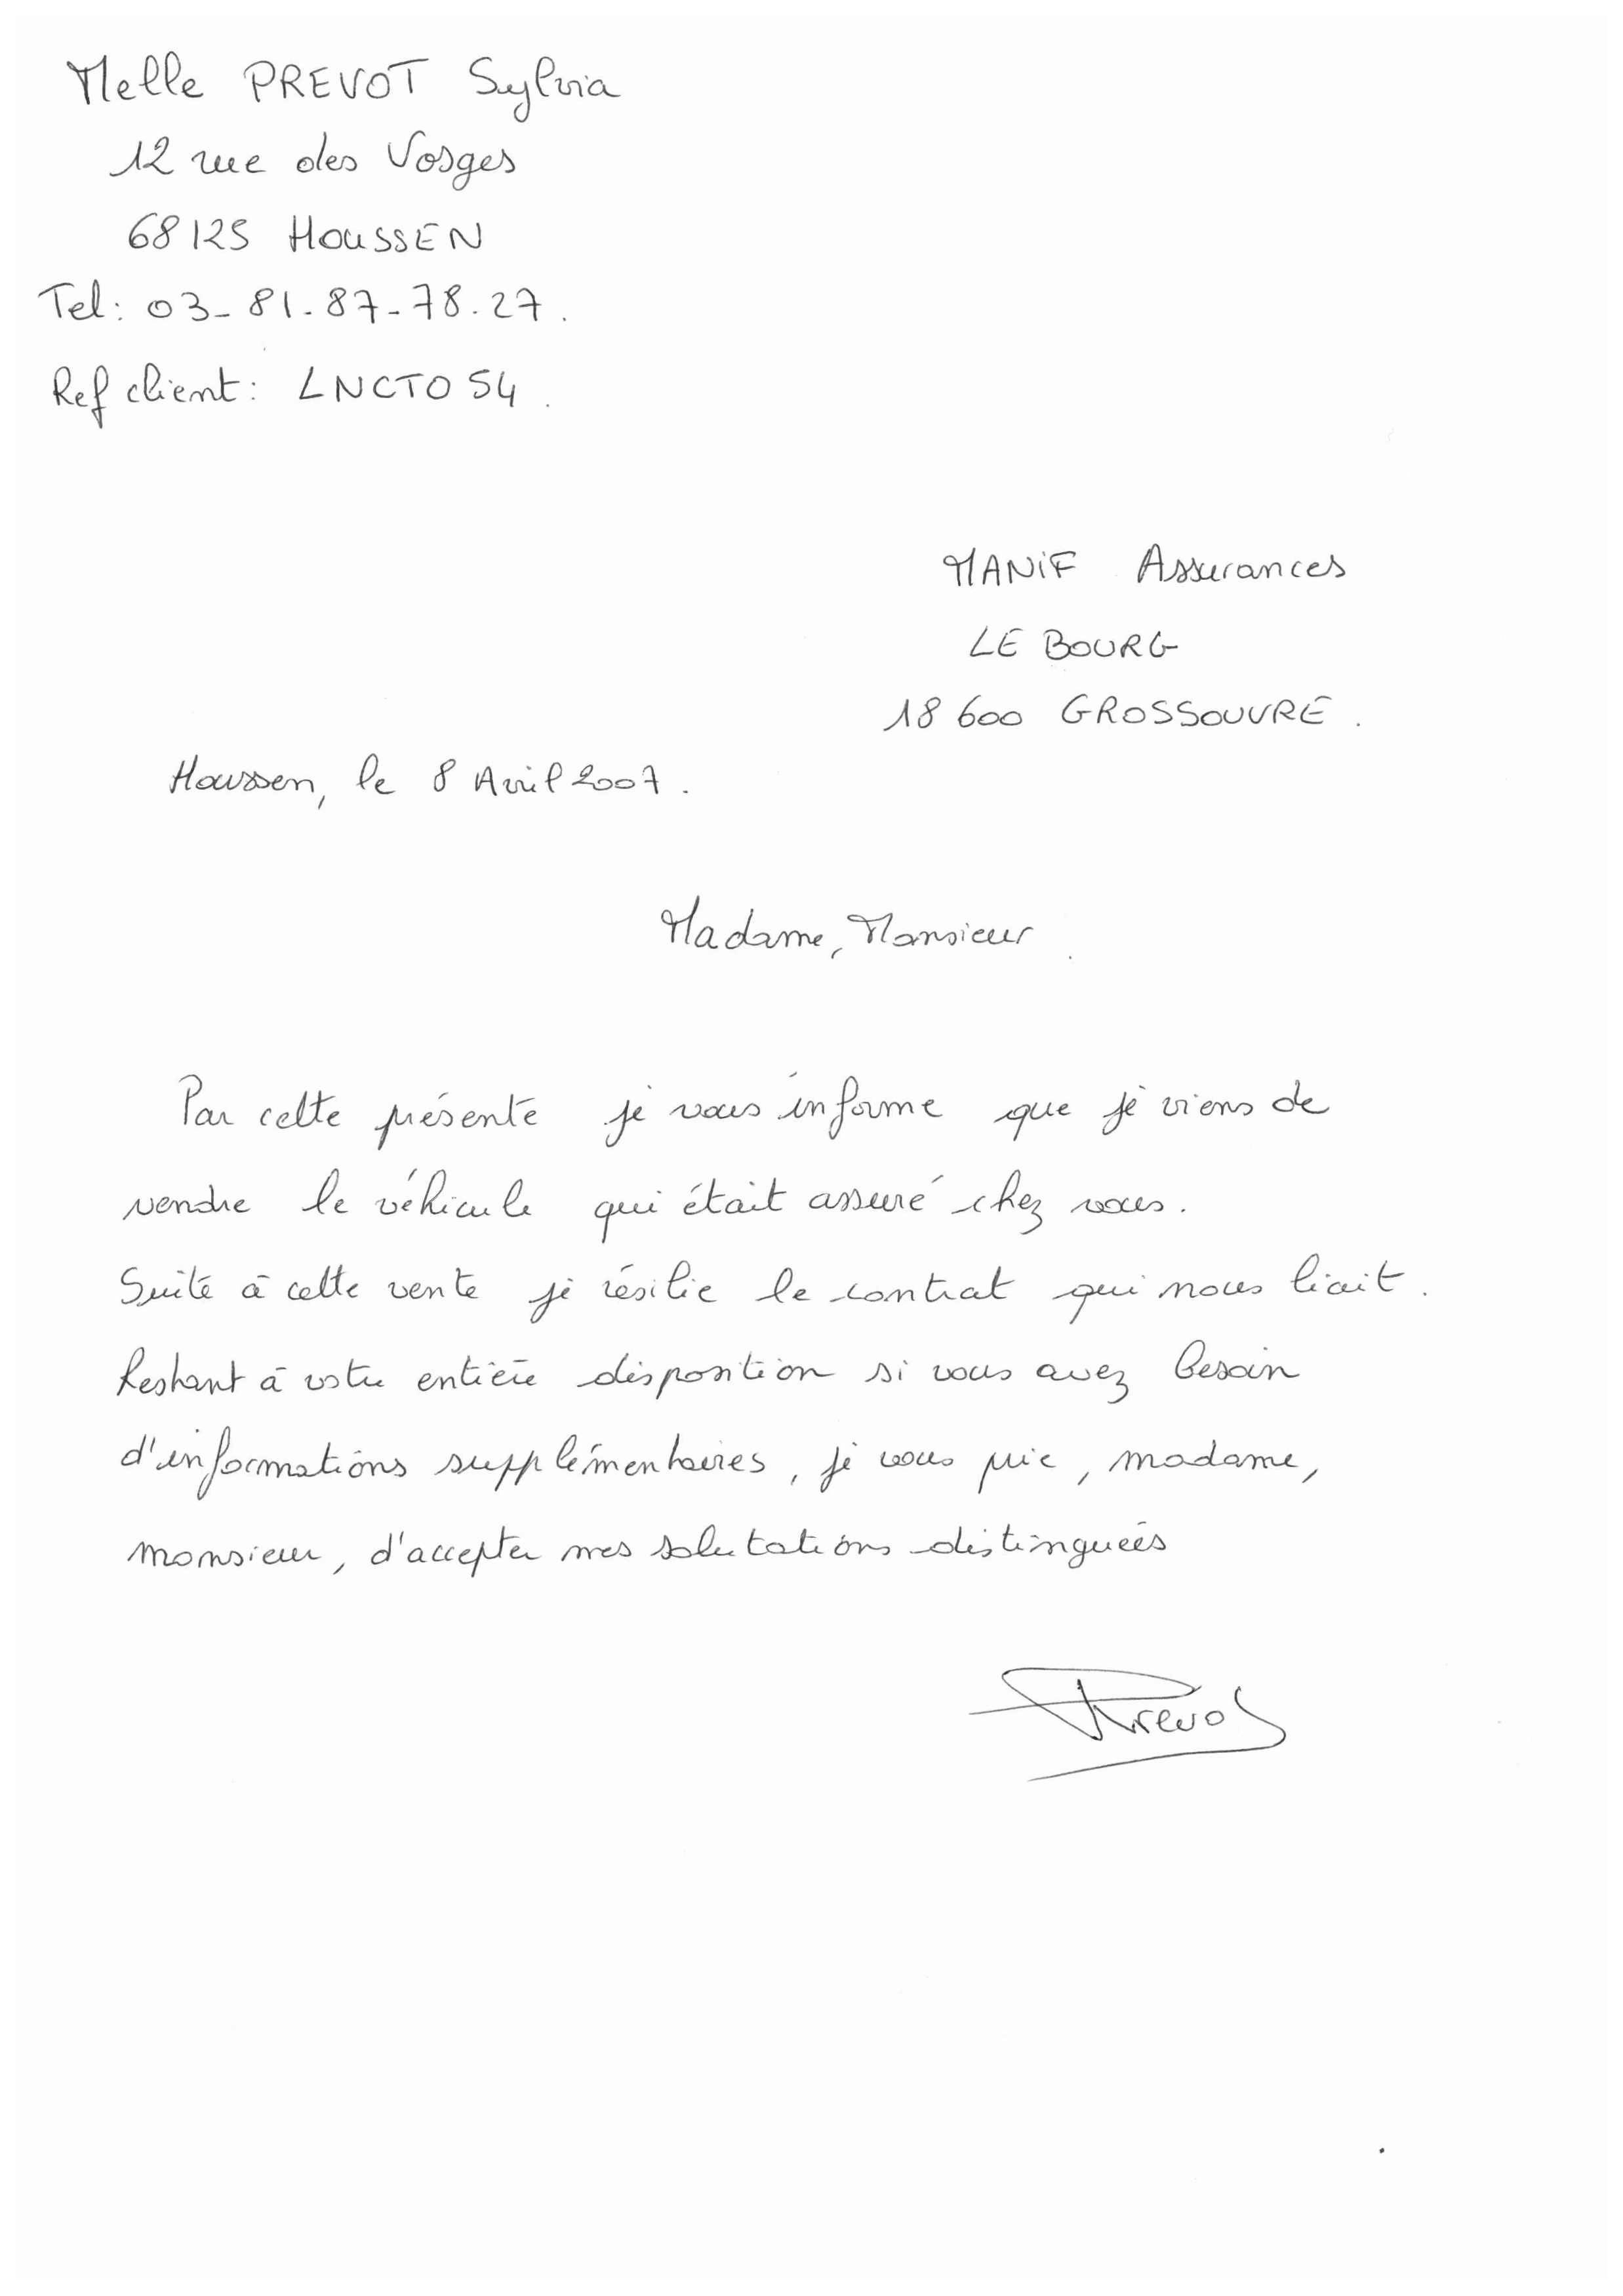 Melle PREVOT Sylvia
12 rue des Vosges
68125 HOUSSEN
Tel: 03-81.87-78.27.
Ref client: LNCTO54.
MANIF Assurances
LE BOURG
18600 GROSSOUVRE.
Houssen, le 8 Avril 2007.
Madame, Monsieur.
Par cette présente je vous informe que je viens de
vendre le véhicule qui était assuré chez vous.
Suite à cette vente je résilie le contrat qui nous liait.
Restant à votre entière disposition si vous avez besoin
d'informations supplémentaires, je vous prie, madame,
monsieur, d'accepter mes salutations distinguées
Prevot